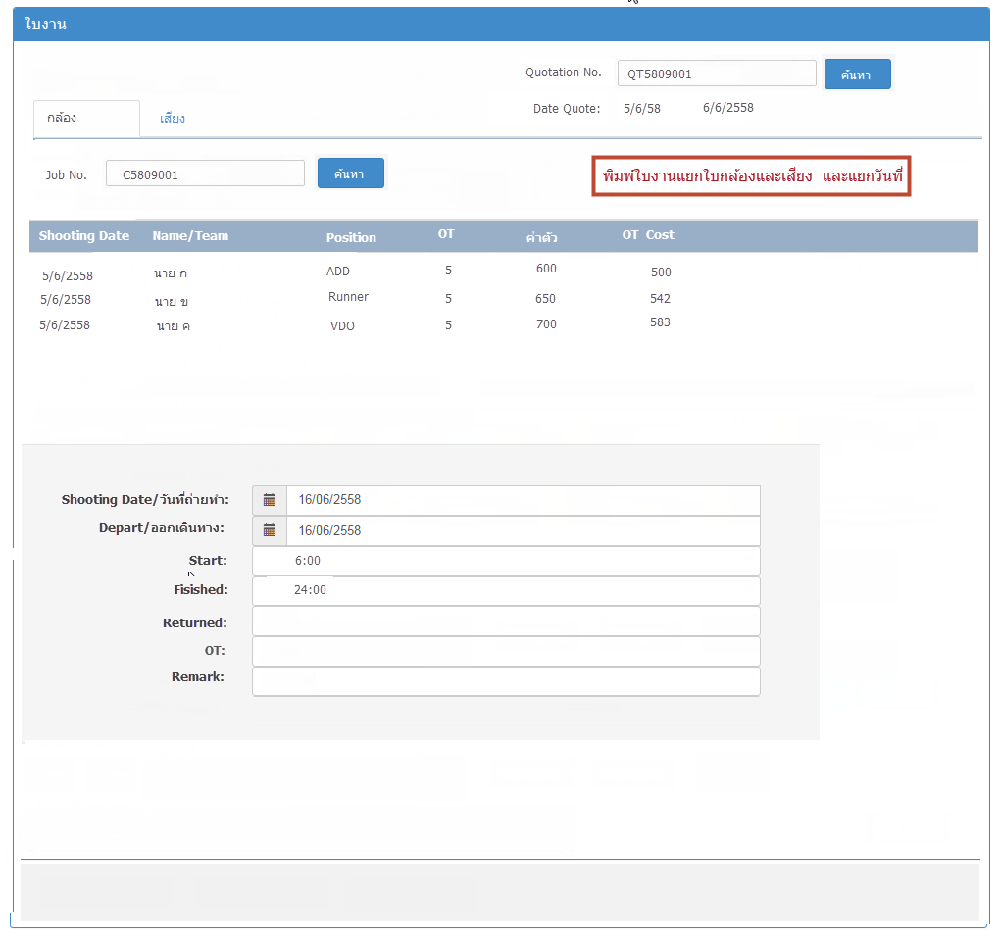 ใบงาน
Quotation No. QT5809001 ค้นหา
Date Quote: 5/6/58 6/6/2558
กล้อง เสียง
Job No. C5809001 ค้นหา
พิมพ์ใบงานแยกใบกล้องและเสียง และแยกวันที่
Shooting Date Name/Team Position OT ค่าตัว OT Cost
5/6/2558 นาย ก ADD 5 600 500
5/6/2558 นาย ข Runner 5 650 542
5/6/2558 นาย ค VDO 5 700 583
Shooting Date/วันที่ถ่ายทำ: 16/06/2558
Depart/ออกเดินทาง: 16/06/2558
Start: 6:00
Fisished: 24:00
Returned:
OT:
Remark: